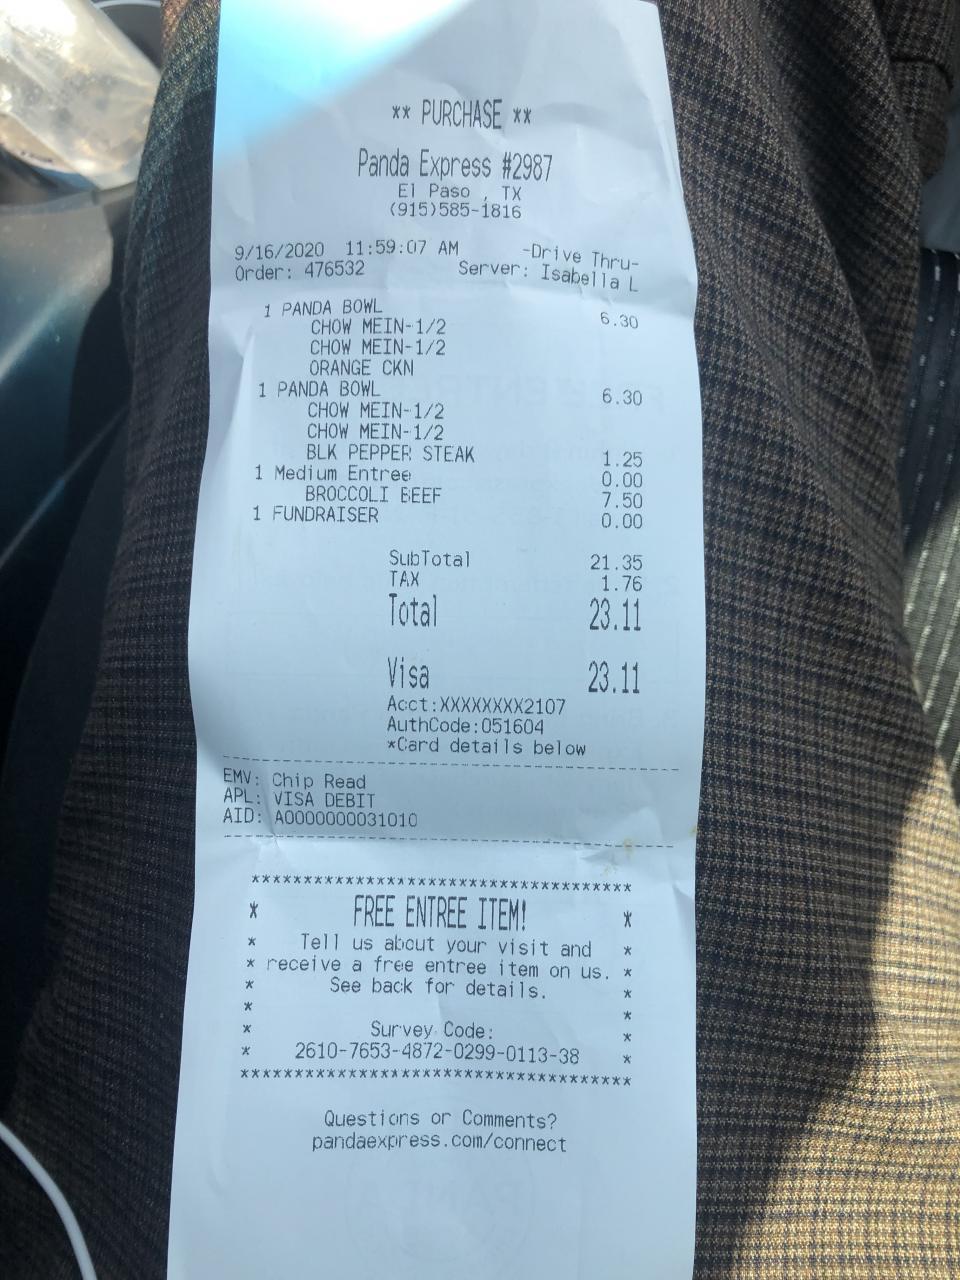 ** PURCHASE **
Panda Express #2987
El Paso , TX
(915)585-1816
9/16/2020 11:59:07 AM -Drive Thru-
Order: 476532 Server: Isabella L
1 PANDA BOWL 6.30
CHOW MEIN-1/2
CHOW MEIN-1/2
ORANGE CKN
1 PANDA BOWL 6.30
CHOW MEIN-1/2
CHOW MEIN-1/2
BLK PEPPER STEAK 1.25
1 Medium Entree 0.00
BROCCOLI BEEF 7.50
1 FUNDRAISER 0.00
SubTotal 21.35
TAX 1.76
Total 23.11
Visa 23.11
Acct:XXXXXXXX2107
AuthCode:051604
*Card details below
EMV: Chip Read
APL: VISA DEBIT
AID: A0000000031010
************************************
* FREE ENTREE ITEM! *
* Tell us about your visit and *
* receive a free entree item on us. *
* See back for details. *
* *
* Survey Code: *
* 2610-7653-4872-0299-0113-38 *
************************************
Questions or Comments?
pandaexpress.com/connect